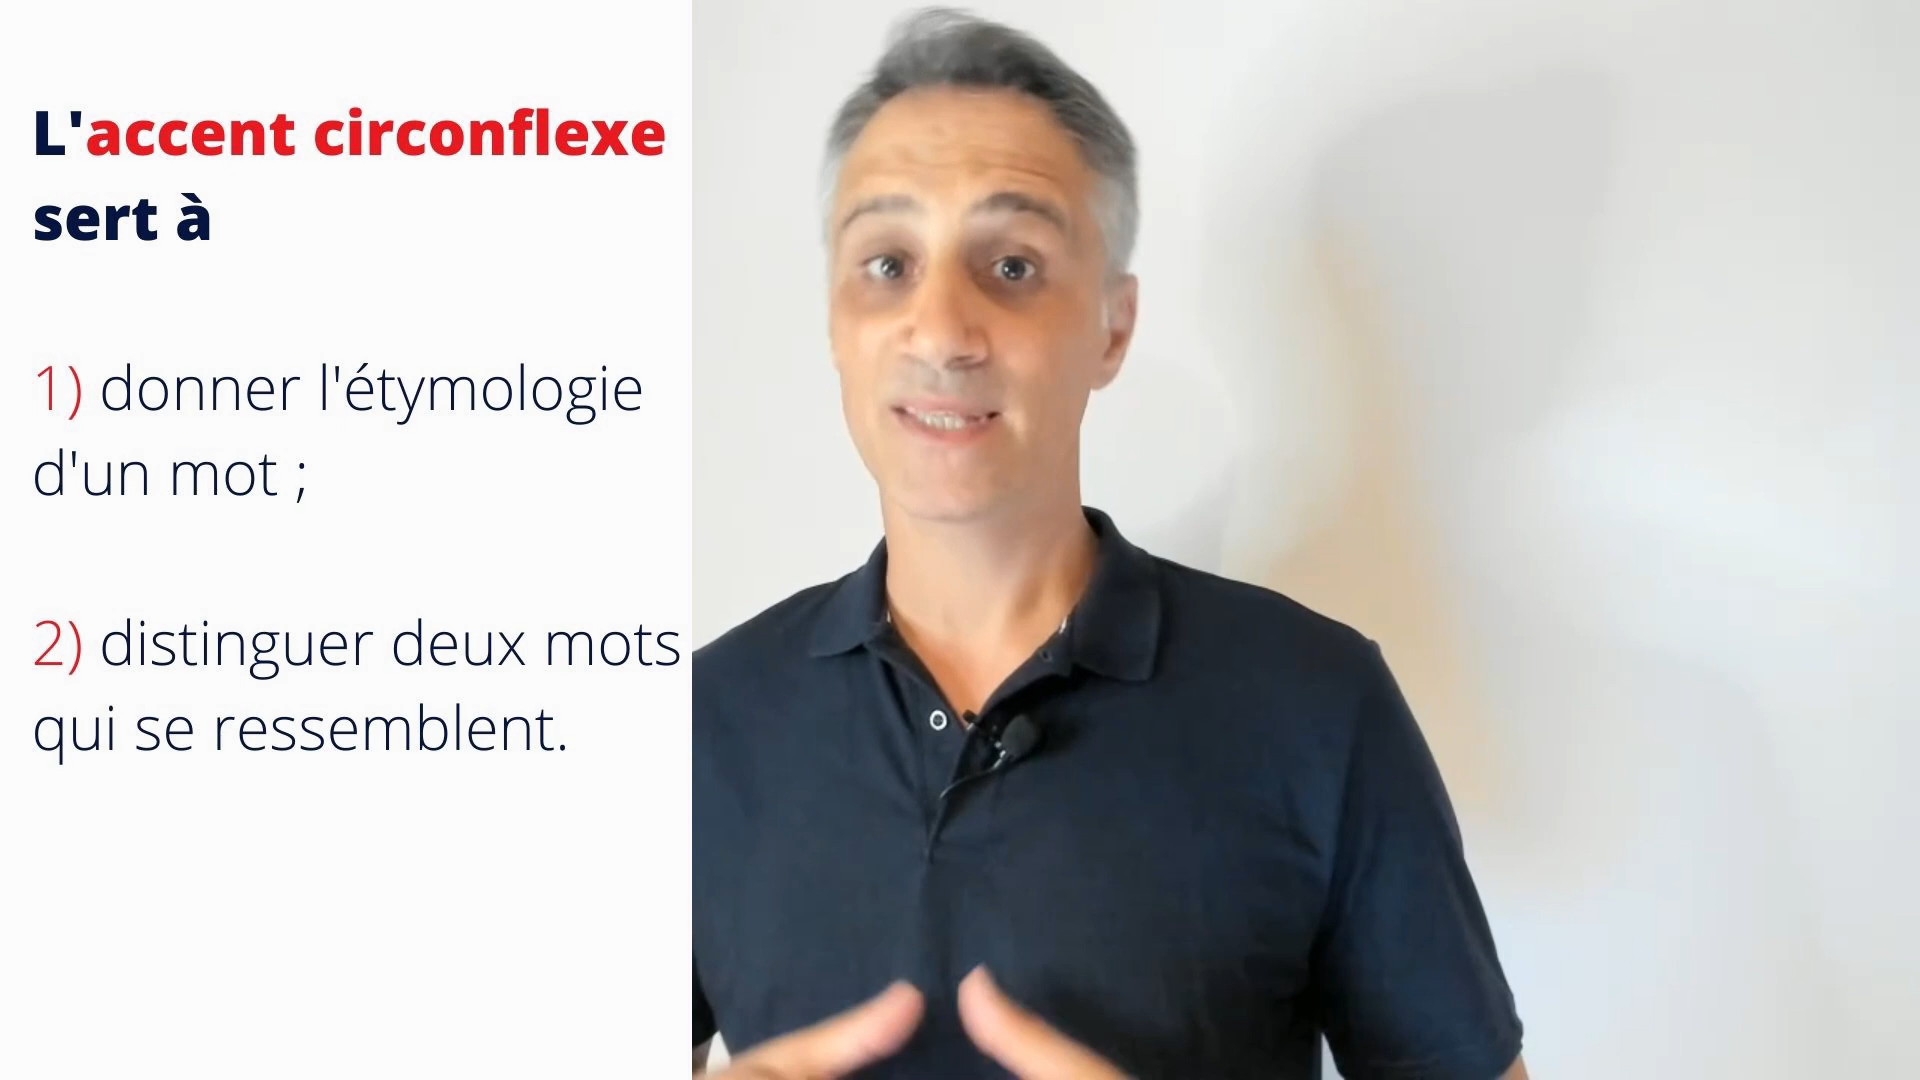 L'accent circonflexe
sert à
1) donner l'étymologie
d'un mot ;
2) distinguer deux mots
qui se ressemblent.